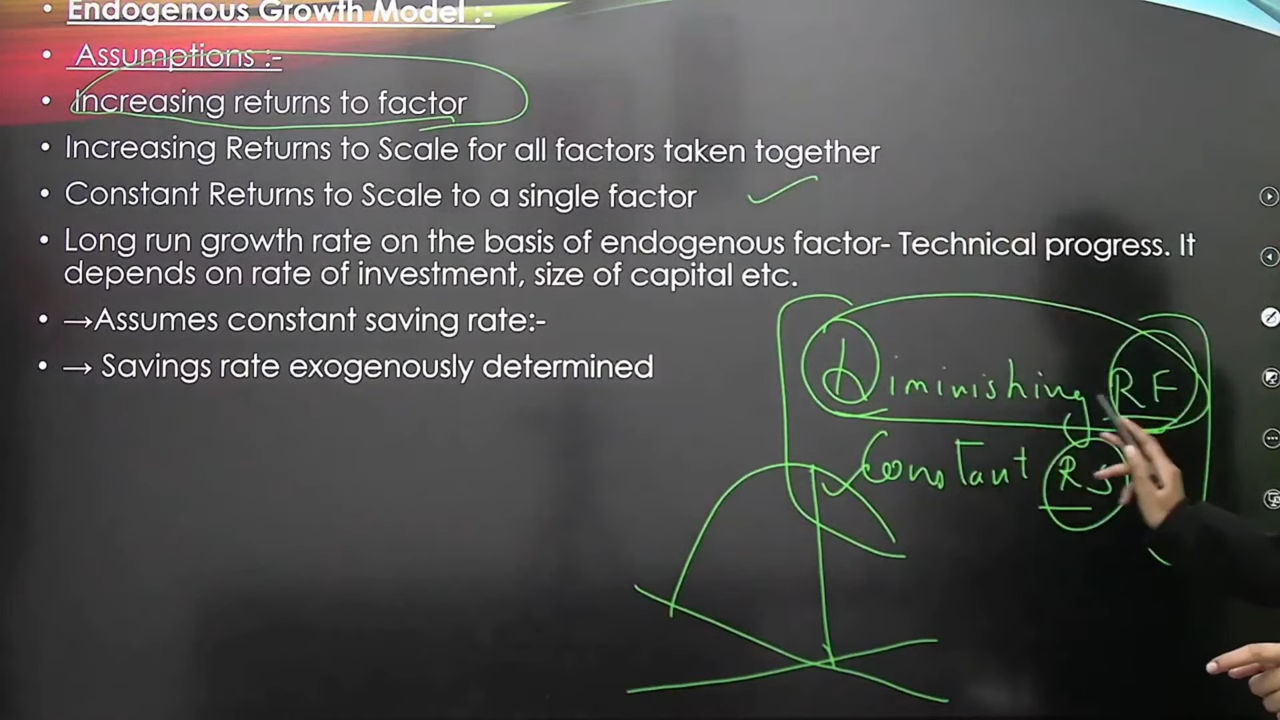 • Endogenous Growth Model :-
• Assumptions :-
• Increasing returns to factor
• Increasing Returns to Scale for all factors taken together
• Constant Returns to Scale to a single factor
• Long run growth rate on the basis of endogenous factor- Technical progress. It
depends on rate of investment, size of capital etc.
• →Assumes constant saving rate:-
• → Savings rate exogenously determined
Diminishing RF
Constant RS